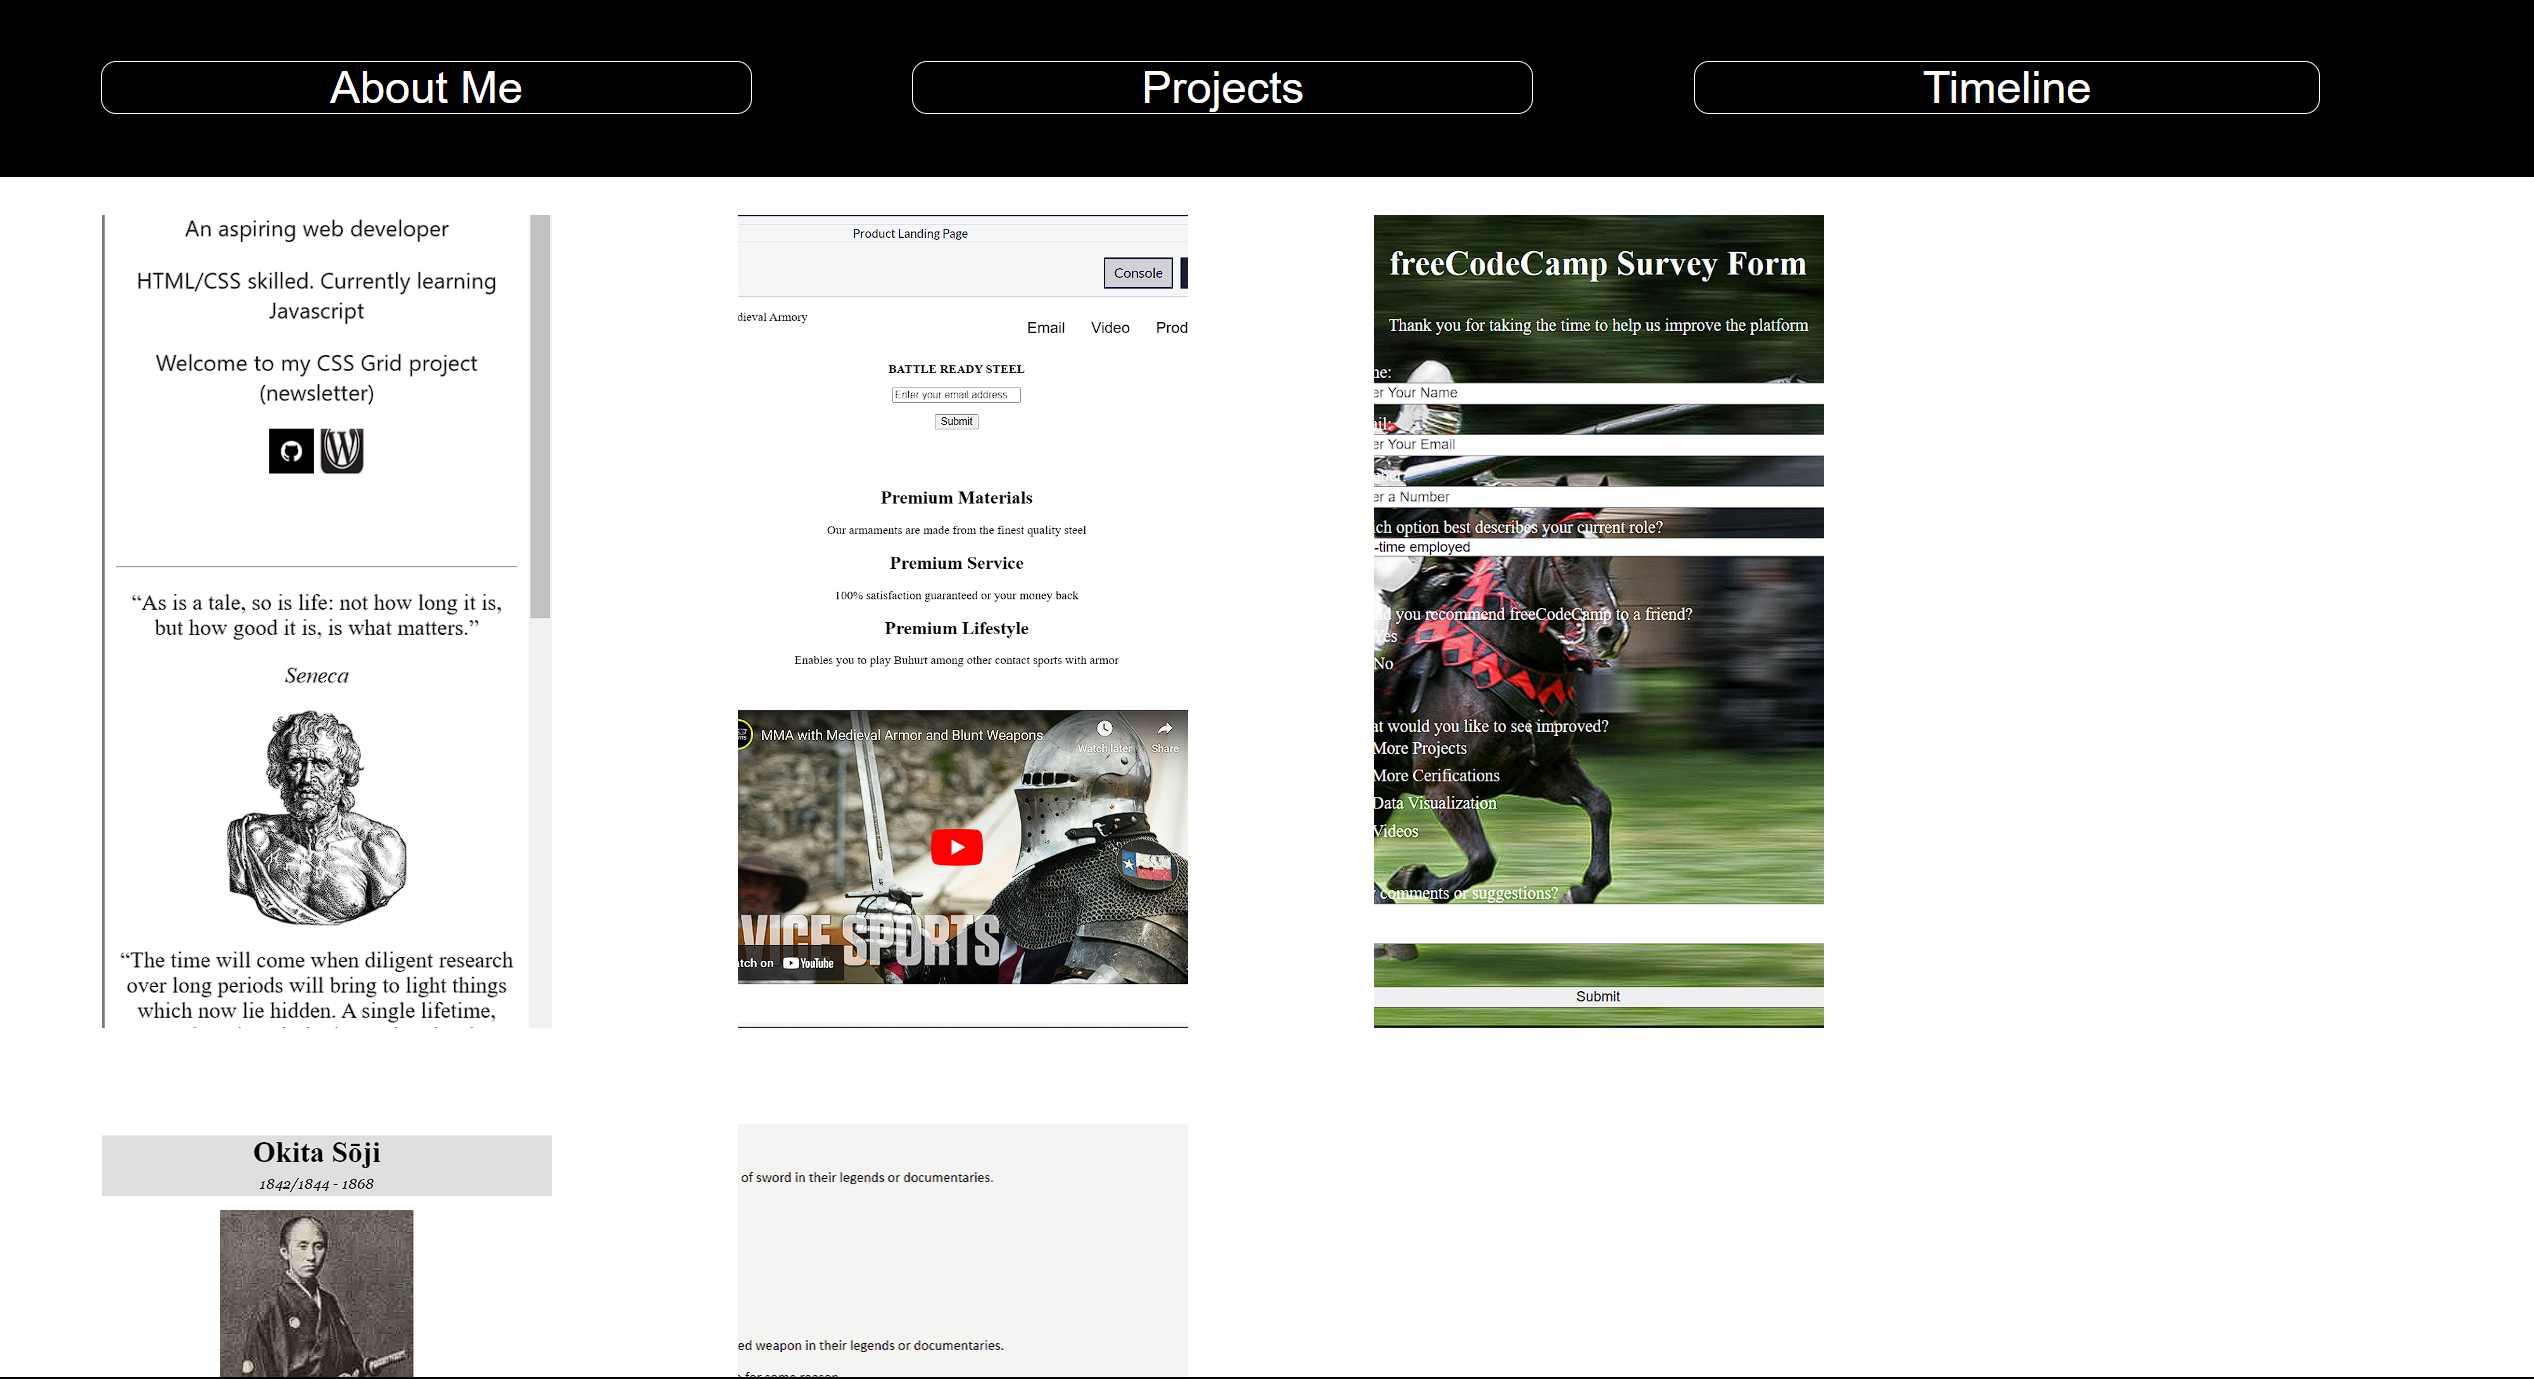 About Me
Projects
Timeline
An aspiring web developer
HTML/CSS skilled. Currently learning
Javascript
Welcome to my CSS Grid project
(newsletter)
“As is a tale, so is life: not how long it is,
but how good it is, is what matters.”
Seneca
“The time will come when diligent research
over long periods will bring to light things
which now lie hidden. A single lifetime,
Product Landing Page
Console
dieval Armory
Email Video Prod
BATTLE READY STEEL
Enter your email address
Submit
Premium Materials
Our armaments are made from the finest quality steel
Premium Service
100% satisfaction guaranteed or your money back
Premium Lifestyle
Enables you to play Buhurt among other contact sports with armor
MMA with Medieval Armor and Blunt Weapons
Watch later Share
VICE SPORTS
tch on YouTube
freeCodeCamp Survey Form
Thank you for taking the time to help us improve the platform
ne:
er Your Name
ail:
er Your Email
mber:
er a Number
ich option best describes your current role?
-time employed
ld you recommend freeCodeCamp to a friend?
Yes
No
at would you like to see improved?
More Projects
More Cerifications
Data Visualization
Videos
y comments or suggestions?
Submit
Okita Sōji
1842/1844 - 1868
of sword in their legends or documentaries.
ed weapon in their legends or documentaries.